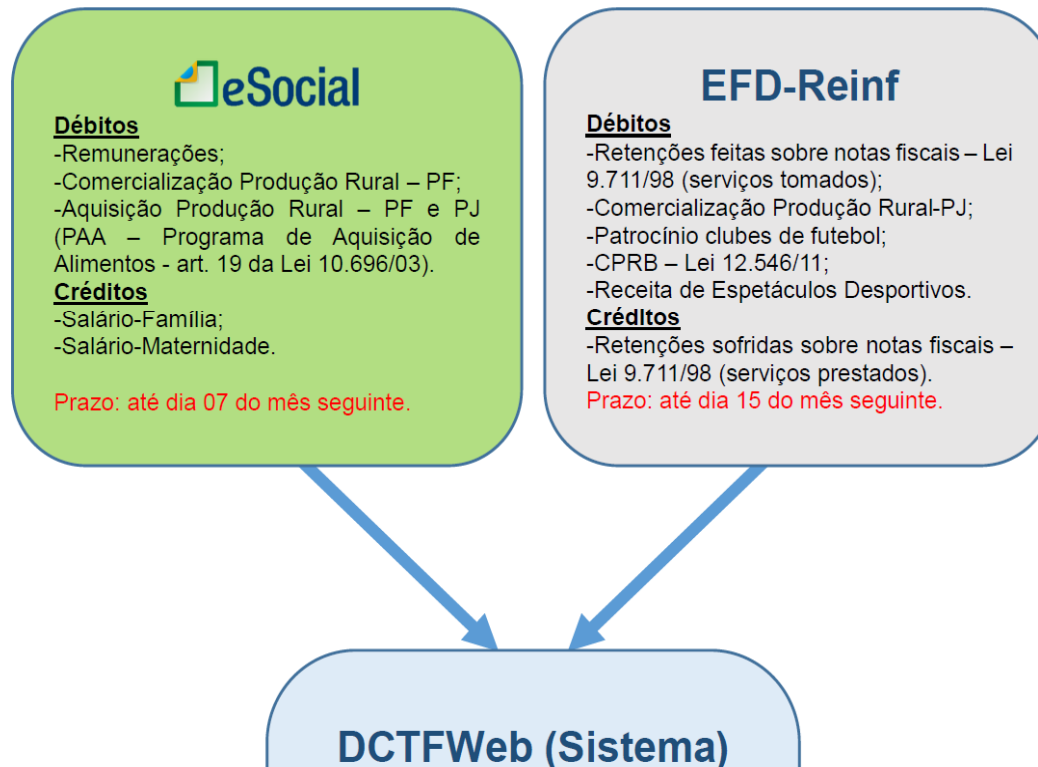 eSocial
Débitos
-Remunerações;
-Comercialização Produção Rural – PF;
-Aquisição Produção Rural – PF e PJ
(PAA – Programa de Aquisição de
Alimentos - art. 19 da Lei 10.696/03).
Créditos
-Salário-Família;
-Salário-Maternidade.
Prazo: até dia 07 do mês seguinte.
EFD-Reinf
Débitos
-Retenções feitas sobre notas fiscais – Lei
9.711/98 (serviços tomados);
-Comercialização Produção Rural-PJ;
-Patrocínio clubes de futebol;
-CPRB – Lei 12.546/11;
-Receita de Espetáculos Desportivos.
Créditos
-Retenções sofridas sobre notas fiscais –
Lei 9.711/98 (serviços prestados).
Prazo: até dia 15 do mês seguinte.
DCTFWeb (Sistema)